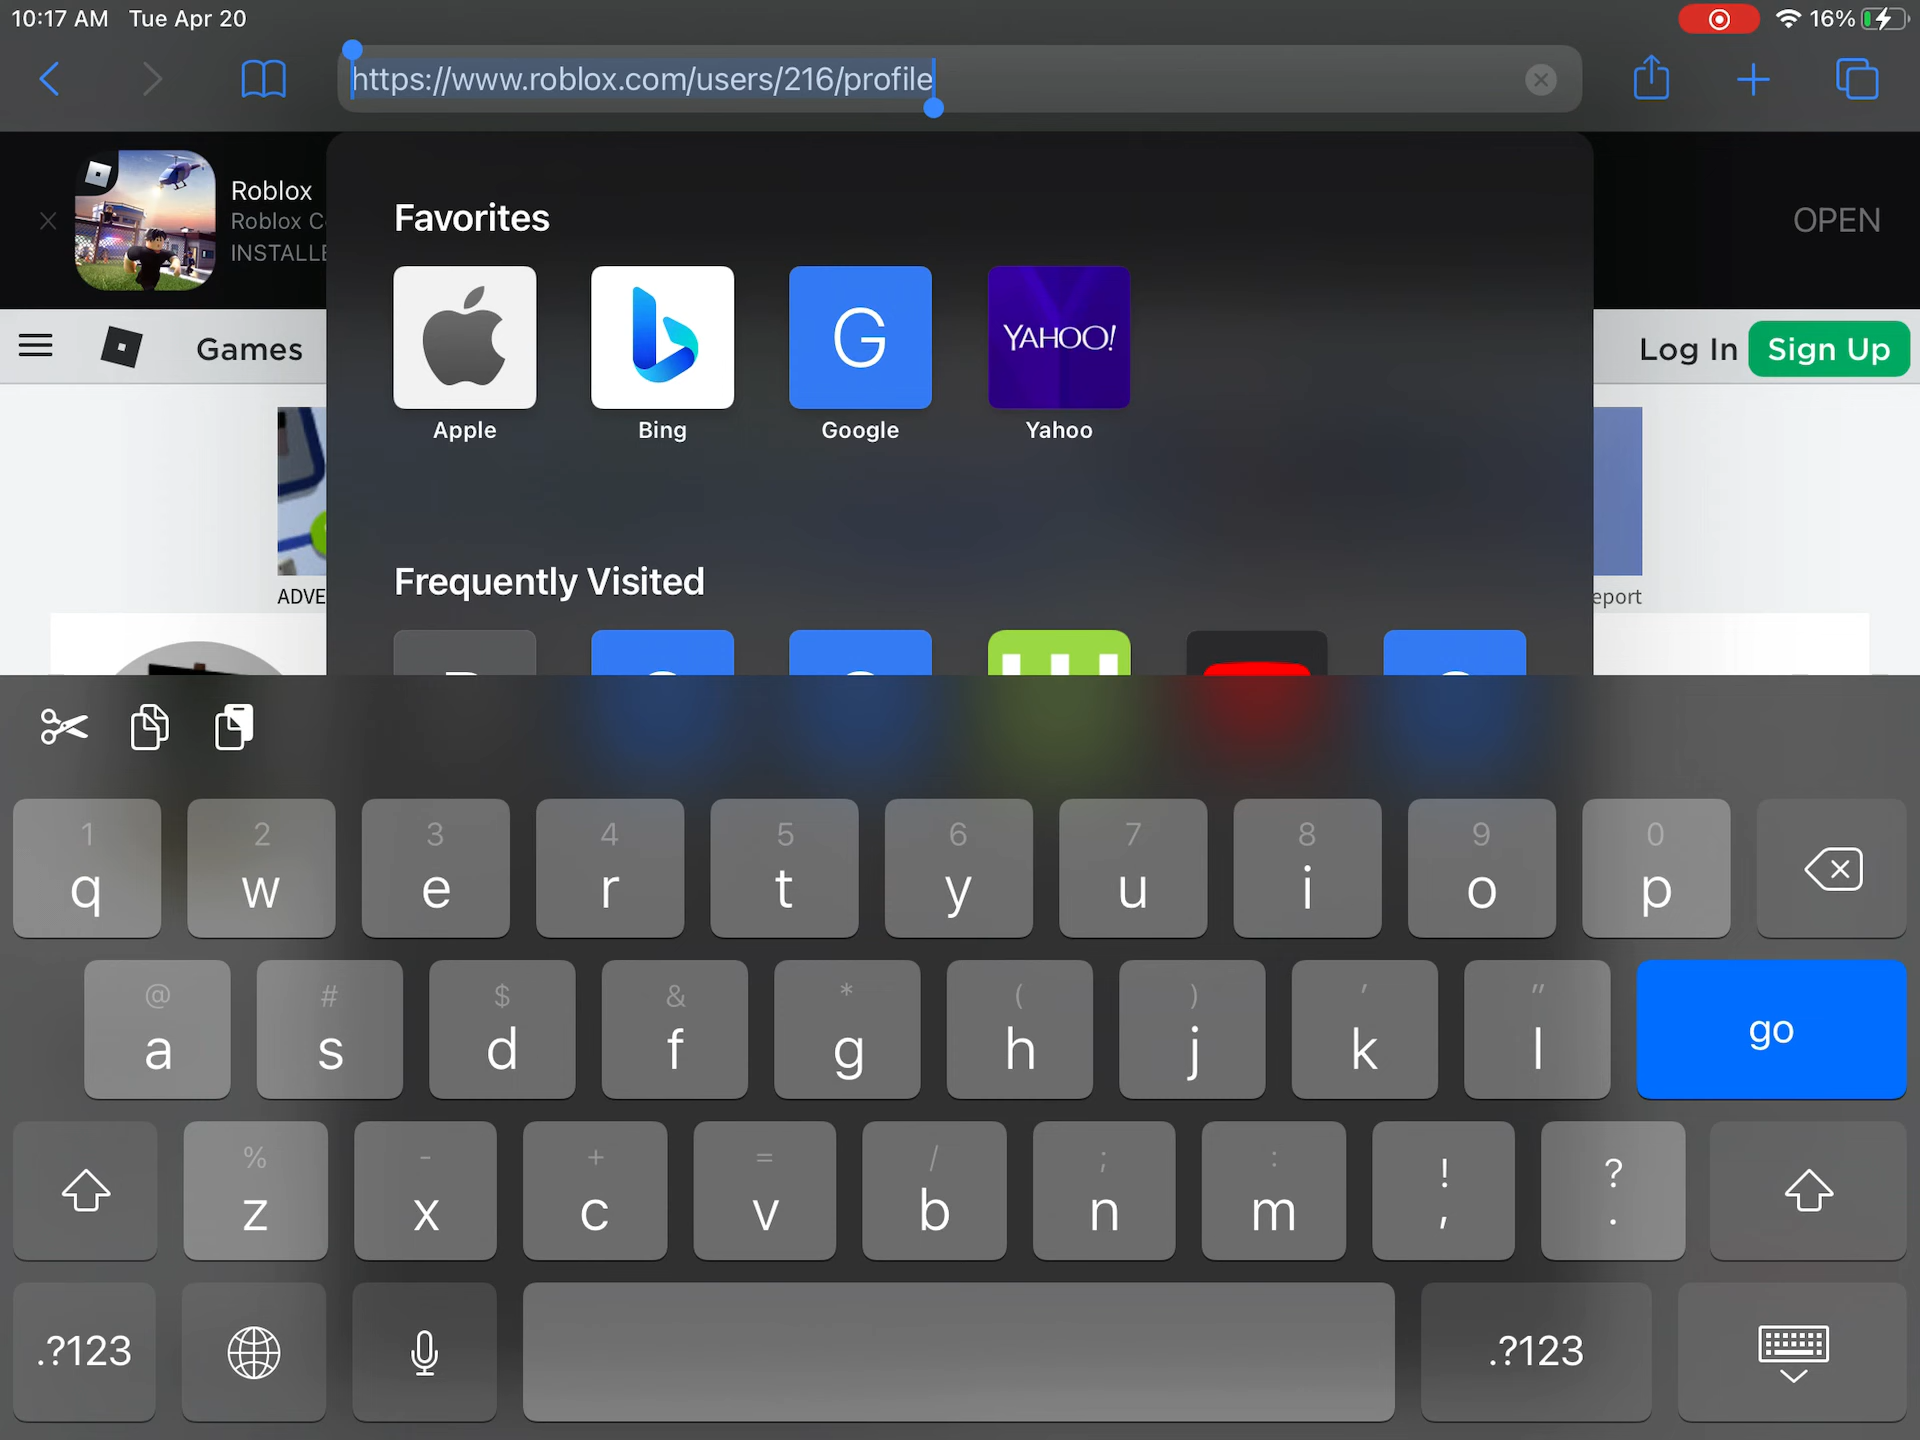 10:17 AM Tue Apr 20
16%
https://www.roblox.com/users/216/profile
Roblox
Roblox C
INSTALLE
OPEN
Favorites
G
YAHOO!
Apple
Bing
Google
Yahoo
Games
Log In
Sign Up
Frequently Visited
ADVE
eport
1 2 3 4 5 6 7 8 9 0
q w e r t y u i o p
@ # $ & * ( ) ' "
a s d f g h j k l
go
% - + = / ; : ! ?
z x c v b n m , .
.?123
.?123